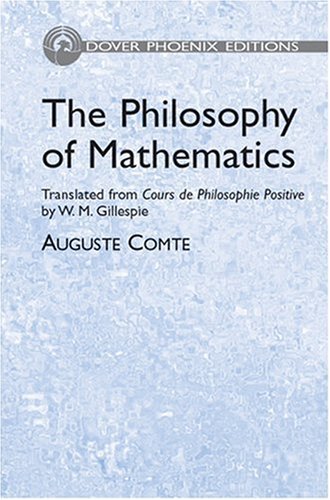 DOVER PHOENIX EDITIONS
The Philosophy
of Mathematics
Translated from Cours de Philosophie Positive
by W. M. Gillespie
AUGUSTE COMTE